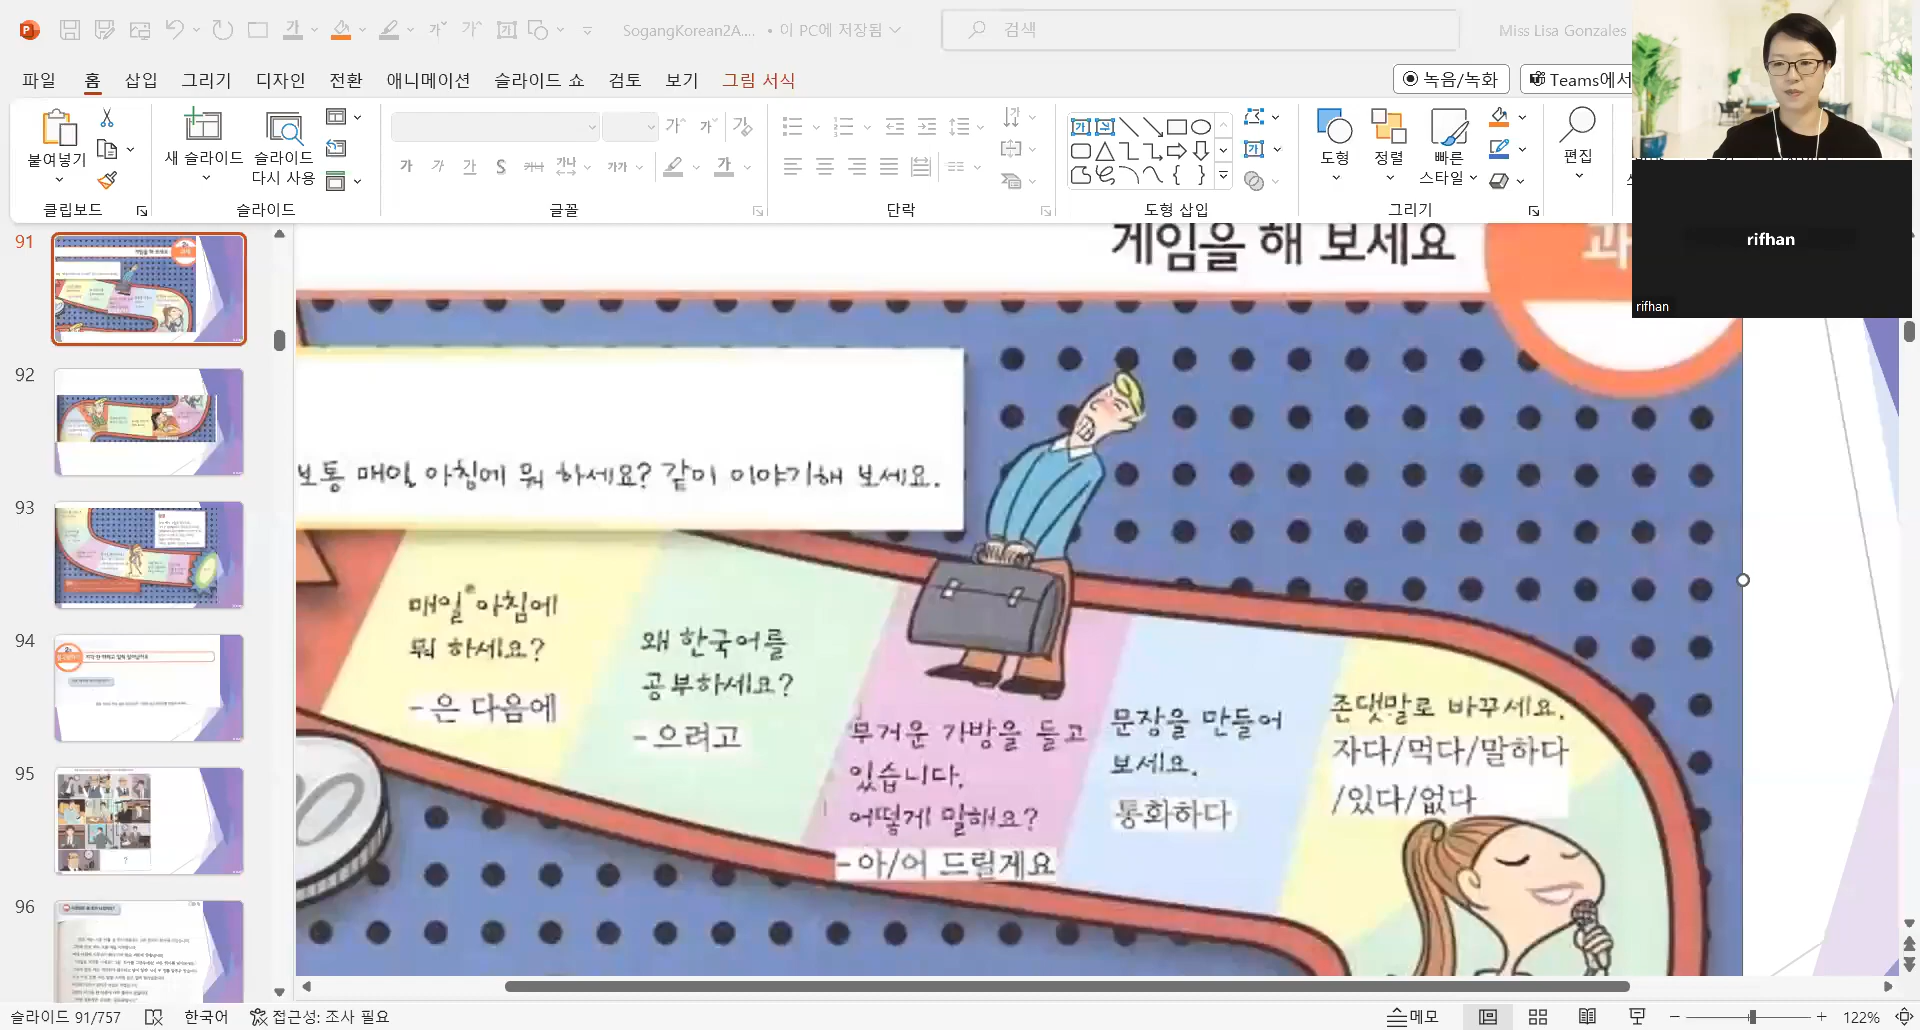 SogangKorean2A.... • 이 PC에 저장됨
검색
Miss Lisa Gonzales
파일 홈 삽입 그리기 디자인 전환 애니메이션 슬라이드 쇼 검토 보기 그림 서식
녹음/녹화
Teams에서
붙여넣기
새 슬라이드
슬라이드
다시 사용
도형
정렬
빠른
스타일
편집
클립보드
슬라이드
글꼴
단락
도형 삽입
그리기
rifhan
rifhan
91
92
93
94
95
96
게임을 해 보세요
보통 매일 아침에 뭐 하세요? 같이 이야기해 보세요.
매일 아침에
뭐 하세요?
-은 다음에
왜 한국어를
공부하세요?
-으려고
무거운 가방을 들고
있습니다.
어떻게 말해요?
-아/어 드릴게요
문장을 만들어
보세요.
통화하다
존댓말로 바꾸세요.
자다/먹다/말하다
/있다/없다
슬라이드 91/757
한국어
접근성: 조사 필요
메모
122%